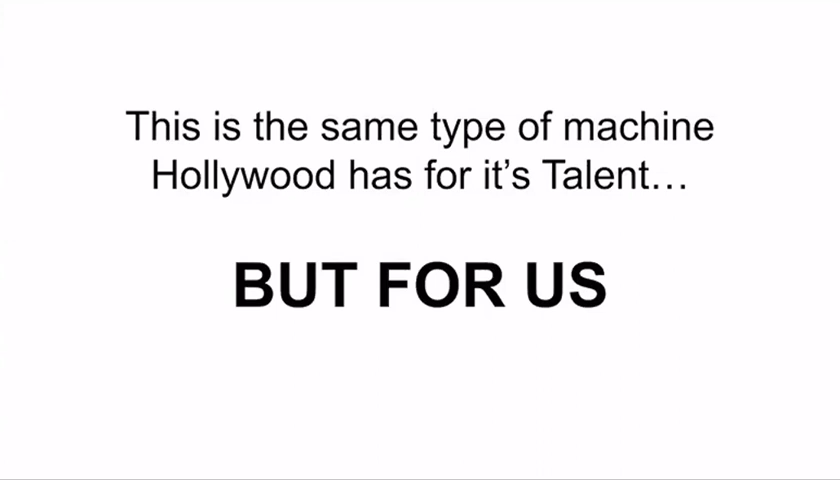 This is the same type of machine
Hollywood has for it’s Talent…
BUT FOR US